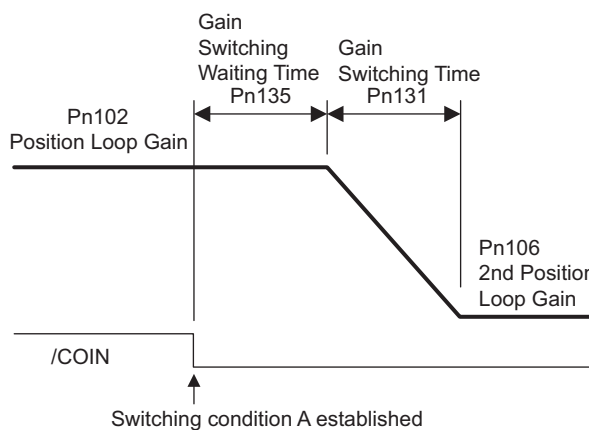 Gain
Switching
Waiting Time
Pn135
Gain
Switching Time
Pn131
Pn102
Position Loop Gain
Pn106
2nd Position
Loop Gain
/COIN
Switching condition A established